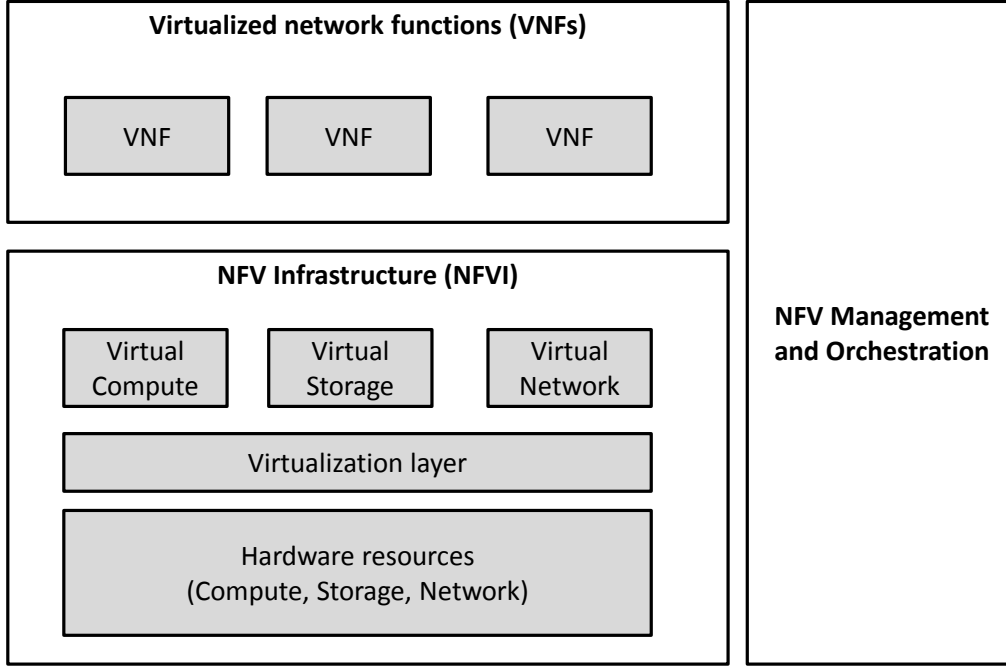 Virtualized network functions (VNFs)
VNF
VNF
VNF
NFV Infrastructure (NFVI)
Virtual
Compute
Virtual
Storage
Virtual
Network
Virtualization layer
Hardware resources
(Compute, Storage, Network)
NFV Management
and Orchestration